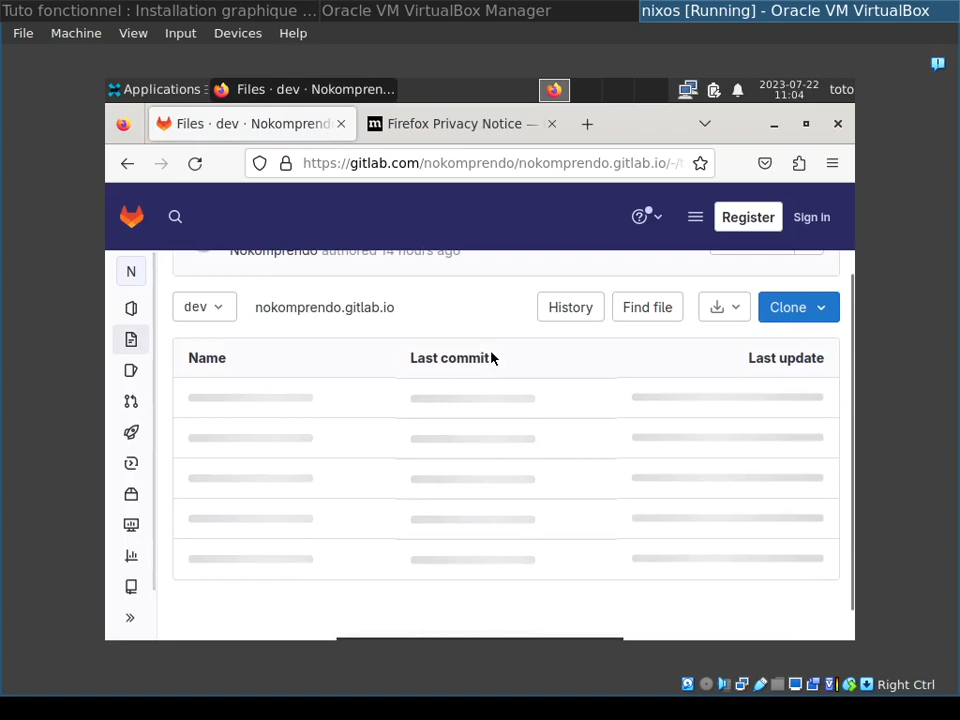 Tuto fonctionnel : Installation graphique ... Oracle VM VirtualBox Manager nixos [Running] - Oracle VM VirtualBox
File Machine View Input Devices Help
Applications Files · dev · Nokompren... 2023-07-22 toto
11:04
Files · dev · Nokomprend Firefox Privacy Notice —
https://gitlab.com/nokomprendo/nokomprendo.gitlab.io/-/t
Register Sign in
N
Nokomprendo authored 14 hours ago
dev nokomprendo.gitlab.io History Find file Clone
Name Last commit Last update
Right Ctrl